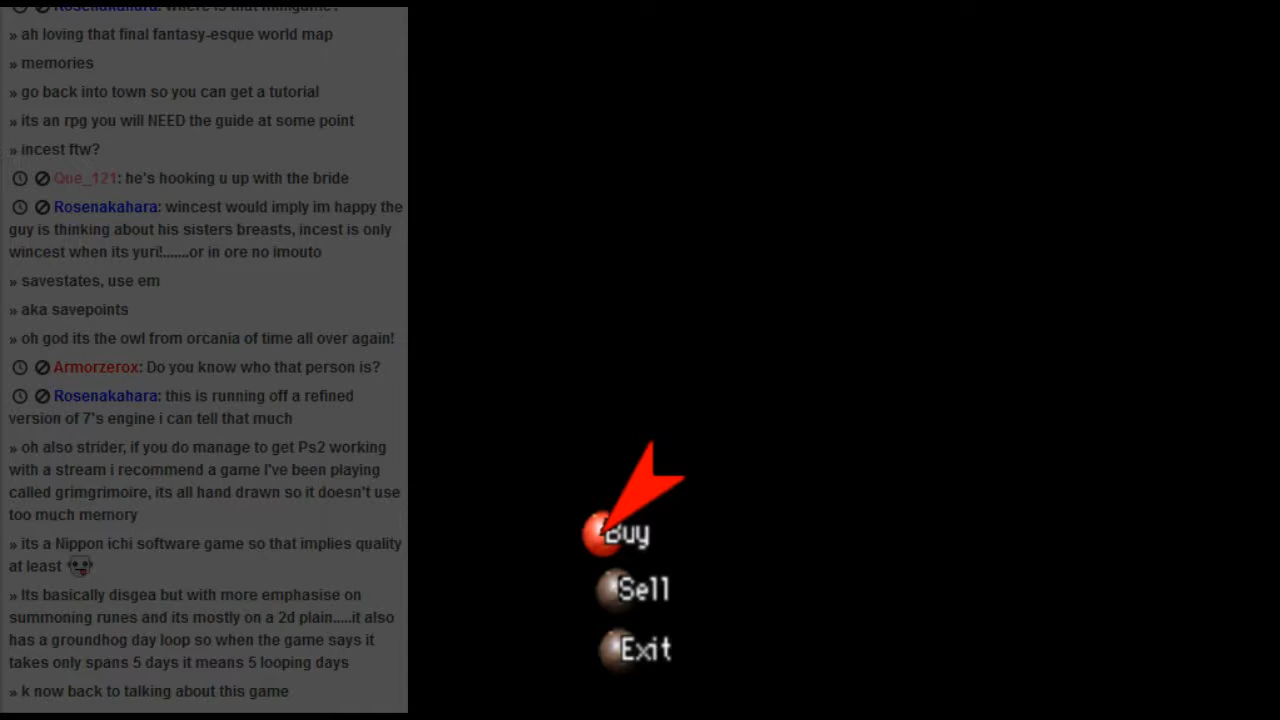 Rosenakahara: where is that minigame?
» ah loving that final fantasy-esque world map
» memories
» go back into town so you can get a tutorial
» its an rpg you will NEED the guide at some point
» incest ftw?
Que_121: he's hooking u up with the bride
Rosenakahara: wincest would imply im happy the
guy is thinking about his sisters breasts, incest is only
wincest when its yuri!.......or in ore no imouto
» savestates, use em
» aka savepoints
» oh god its the owl from orcania of time all over again!
Armorzerox: Do you know who that person is?
Rosenakahara: this is running off a refined
version of 7's engine i can tell that much
» oh also strider, if you do manage to get Ps2 working
with a stream i recommend a game I've been playing
called grimgrimoire, its all hand drawn so it doesn't use
too much memory
» its a Nippon ichi software game so that implies quality
at least
» Its basically disgea but with more emphasise on
summoning runes and its mostly on a 2d plain.....it also
has a groundhog day loop so when the game says it
takes only spans 5 days it means 5 looping days
» k now back to talking about this game
Buy
Sell
Exit